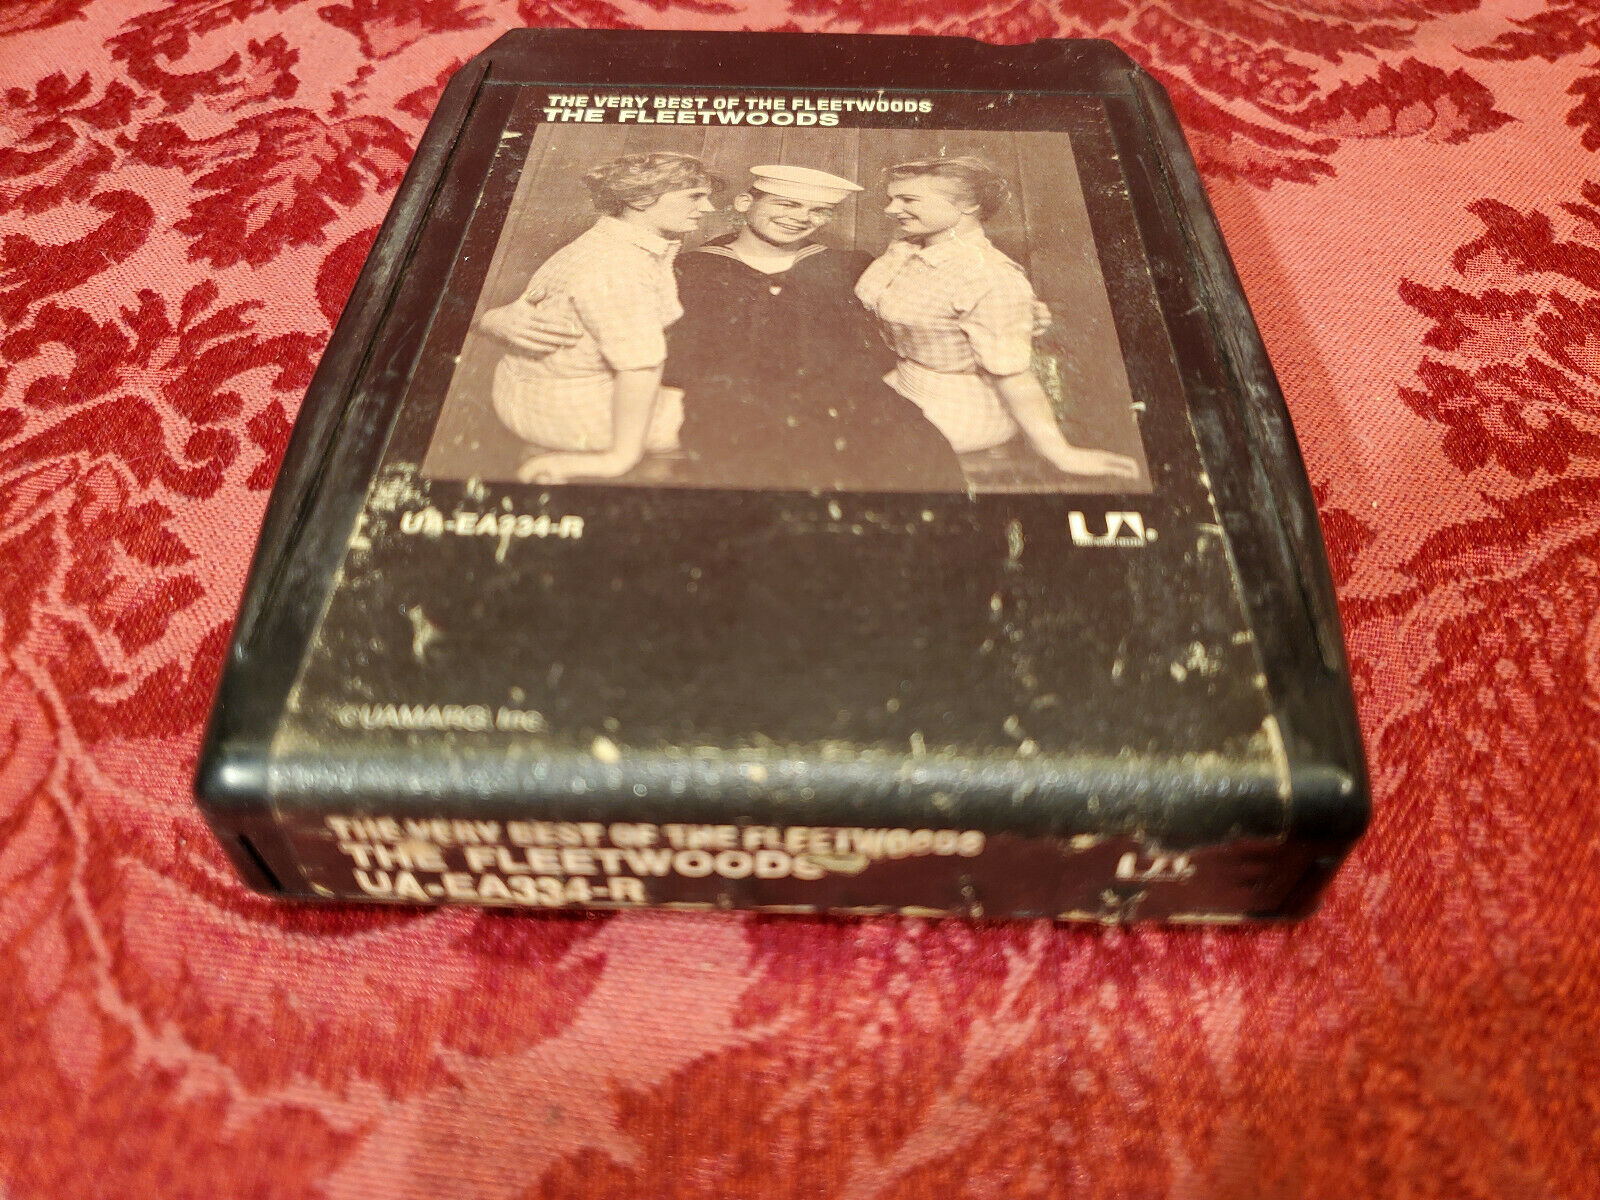 THE VERY BEST OF THE FLEETWOODS
THE FLEETWOODS
UA-EA334-R
UA
© UAMARG, Inc.
THE VERY BEST OF THE FLEETWOODS
THE FLEETWOODS
UA-EA334-R
UA